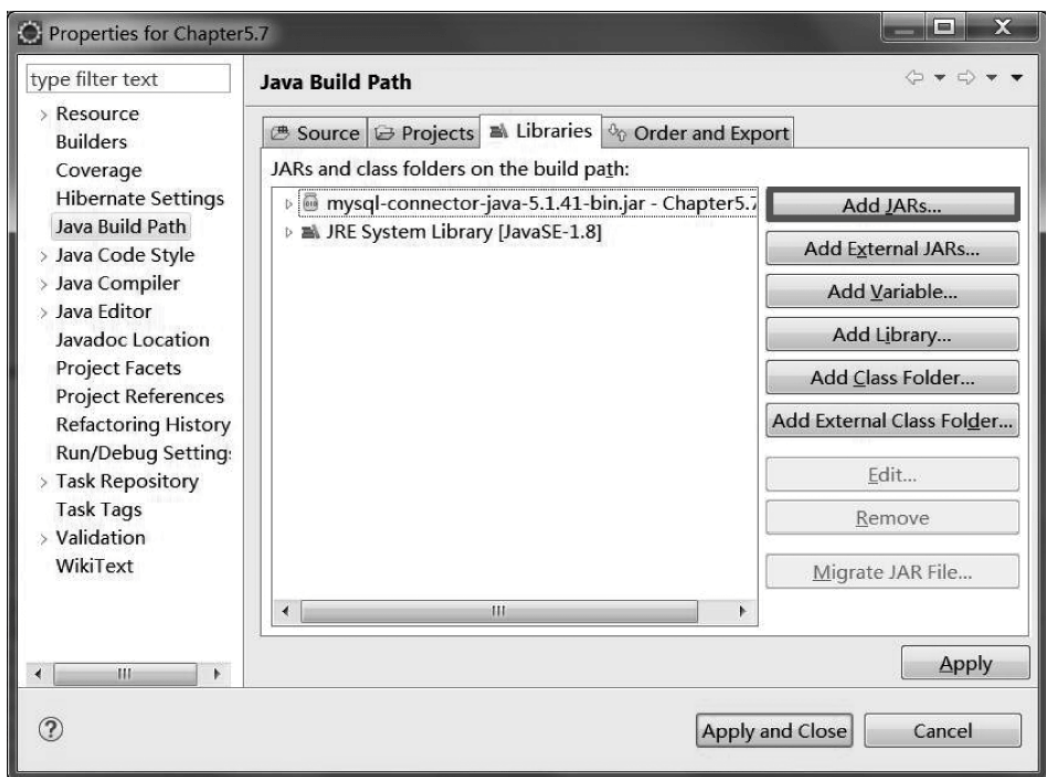 Properties for Chapter5.7
type filter text
Resource
Builders
Coverage
Hibernate Settings
Java Build Path
Java Code Style
Java Compiler
Java Editor
Javadoc Location
Project Facets
Project References
Refactoring History
Run/Debug Setting
Task Repository
Task Tags
Validation
WikiText
Java Build Path
Source Projects Libraries Order and Export
JARs and class folders on the build path:
mysql-connector-java-5.1.41-bin.jar - Chapter5.7
JRE System Library [JavaSE-1.8]
Add JARs...
Add External JARs...
Add Variable...
Add Library...
Add Class Folder...
Add External Class Folder...
Edit...
Remove
Migrate JAR File...
Apply
Apply and Close
Cancel